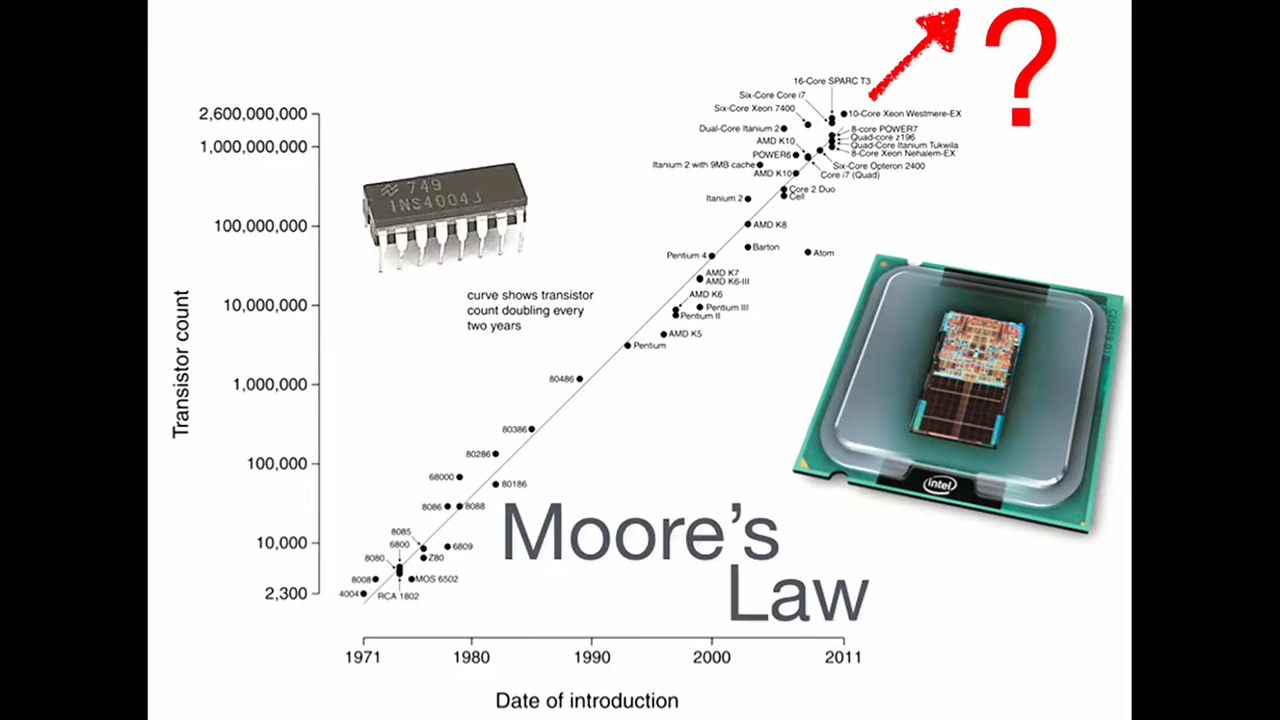 ?
16-Core SPARC T3
Six-Core Core i7
Six-Core Xeon 7400
2,600,000,000
10-Core Xeon Westmere-EX
Dual-Core Itanium 2
8-core POWER7
Quad-core z196
AMD K10
1,000,000,000
Quad-Core Itanium Tukwila
POWER6
8-Core Xeon Nehalem-EX
Itanium 2 with 9MB cache
Six-Core Opteron 2400
AMD K10
Core i7 (Quad)
749
INS4004J
Core 2 Duo
Itanium 2
Cell
100,000,000
AMD K8
Barton
Atom
Pentium 4
AMD K7
AMD K6-III
curve shows transistor
count doubling every
two years
AMD K6
10,000,000
Pentium III
Pentium II
AMD K5
Pentium
Transistor count
1,000,000
80486
80386
80286
100,000
68000
80186
intel
8086
8088
Moore's
Law
8085
10,000
6800
6809
8080
Z80
8008
MOS 6502
2,300
4004
RCA 1802
1971
1980
1990
2000
2011
Date of introduction